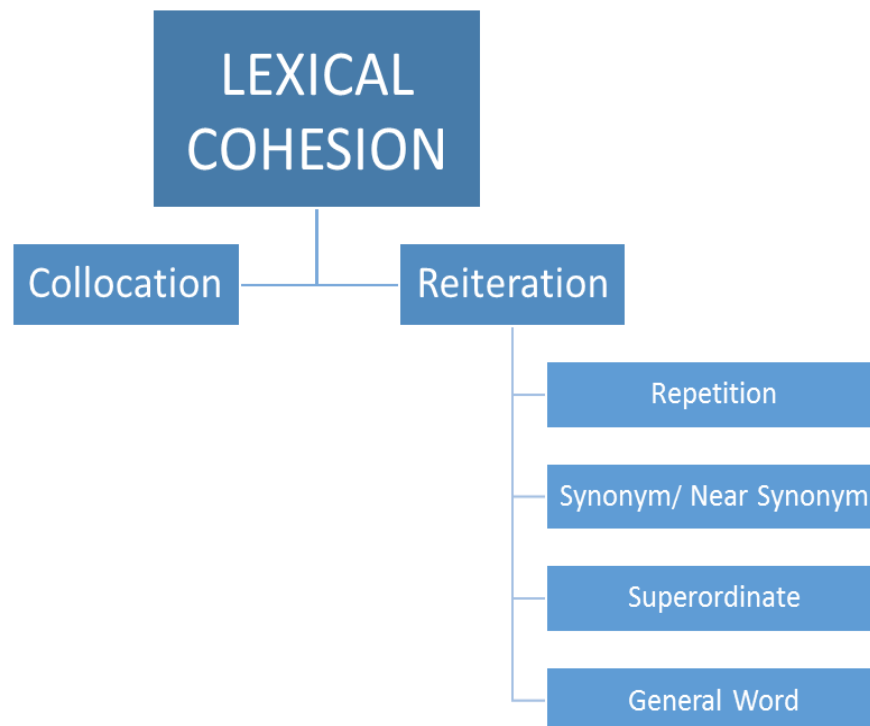 LEXICAL
COHESION
Collocation
Reiteration
Repetition
Synonym/ Near Synonym
Superordinate
General Word